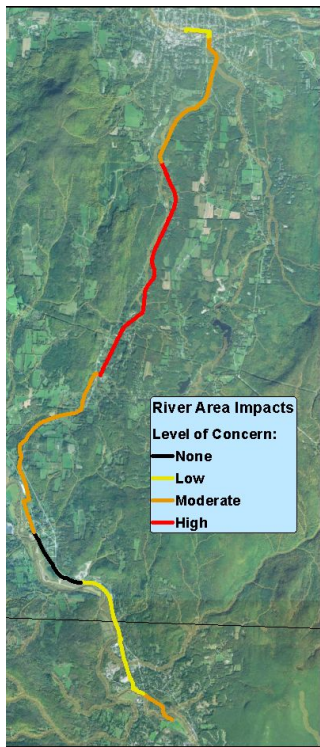 River Area Impacts
Level of Concern:
None
Low
Moderate
High